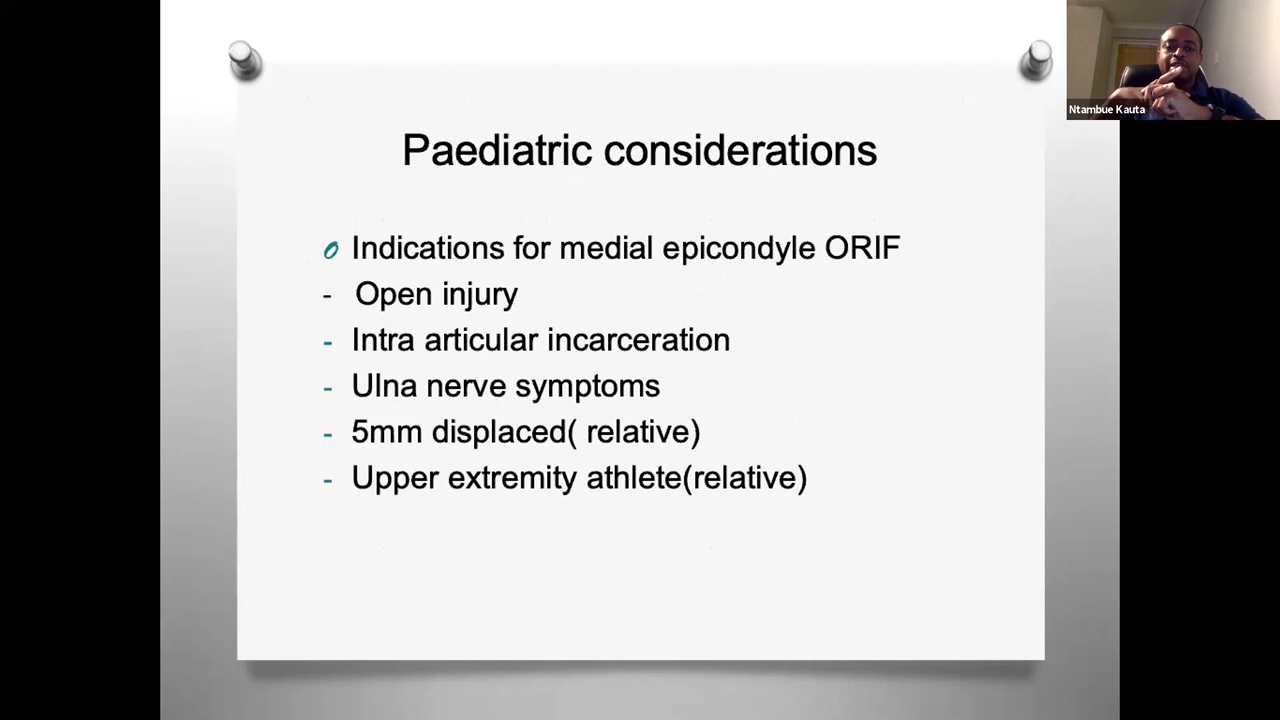 Ntambue Kauta
Paediatric considerations
Indications for medial epicondyle ORIF
- Open injury
- Intra articular incarceration
- Ulna nerve symptoms
- 5mm displaced( relative)
- Upper extremity athlete(relative)